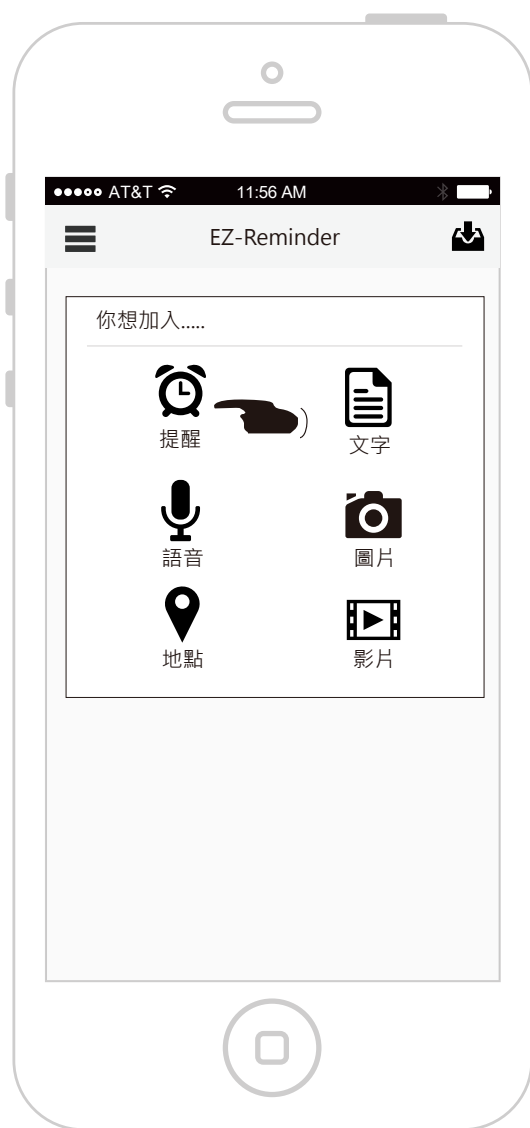 AT&T 11:56 AM
EZ-Reminder
你想加入.....
提醒 文字
語音 圖片
地點 影片